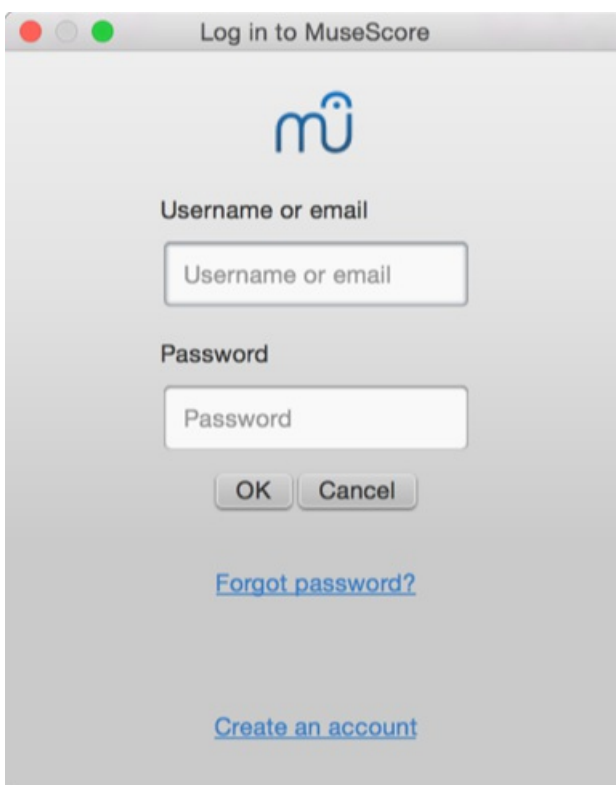 Log in to MuseScore
mu
Username or email
Username or email
Password
Password
OK Cancel
Forgot password?
Create an account